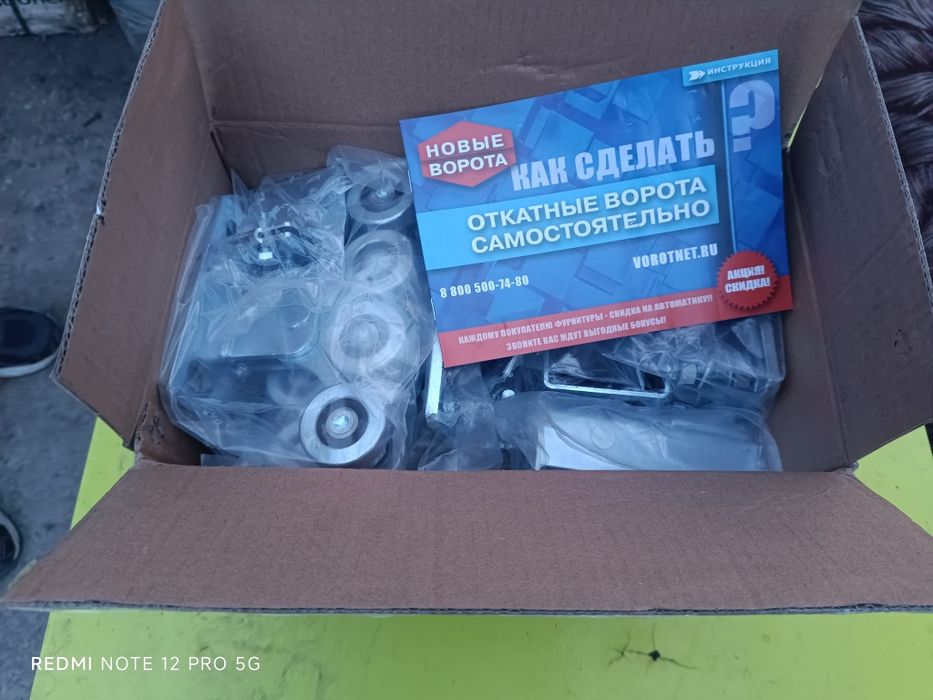 ИНСТРУКЦИЯ
НОВЫЕ
ВОРОТА
КАК СДЕЛАТЬ
?
ОТКАТНЫЕ ВОРОТА
САМОСТОЯТЕЛЬНО
VOROTNET.RU
8 800 500-74-80
АКЦИЯ!
СКИДКА!
КАЖДОМУ ПОКУПАТЕЛЮ ФУРНИТУРЫ - СКИДКА НА АВТОМАТИКУ!!
ЗВОНИТЕ ВАС ЖДУТ ВЫГОДНЫЕ БОНУСЫ!
REDMI NOTE 12 PRO 5G